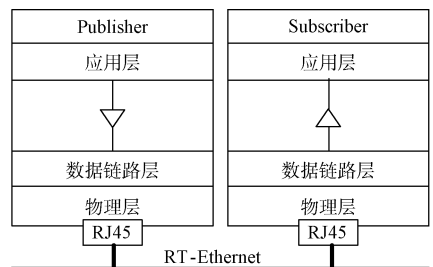 Publisher
应用层
数据链路层
物理层
RJ45
Subscriber
应用层
数据链路层
物理层
RJ45
RT-Ethernet